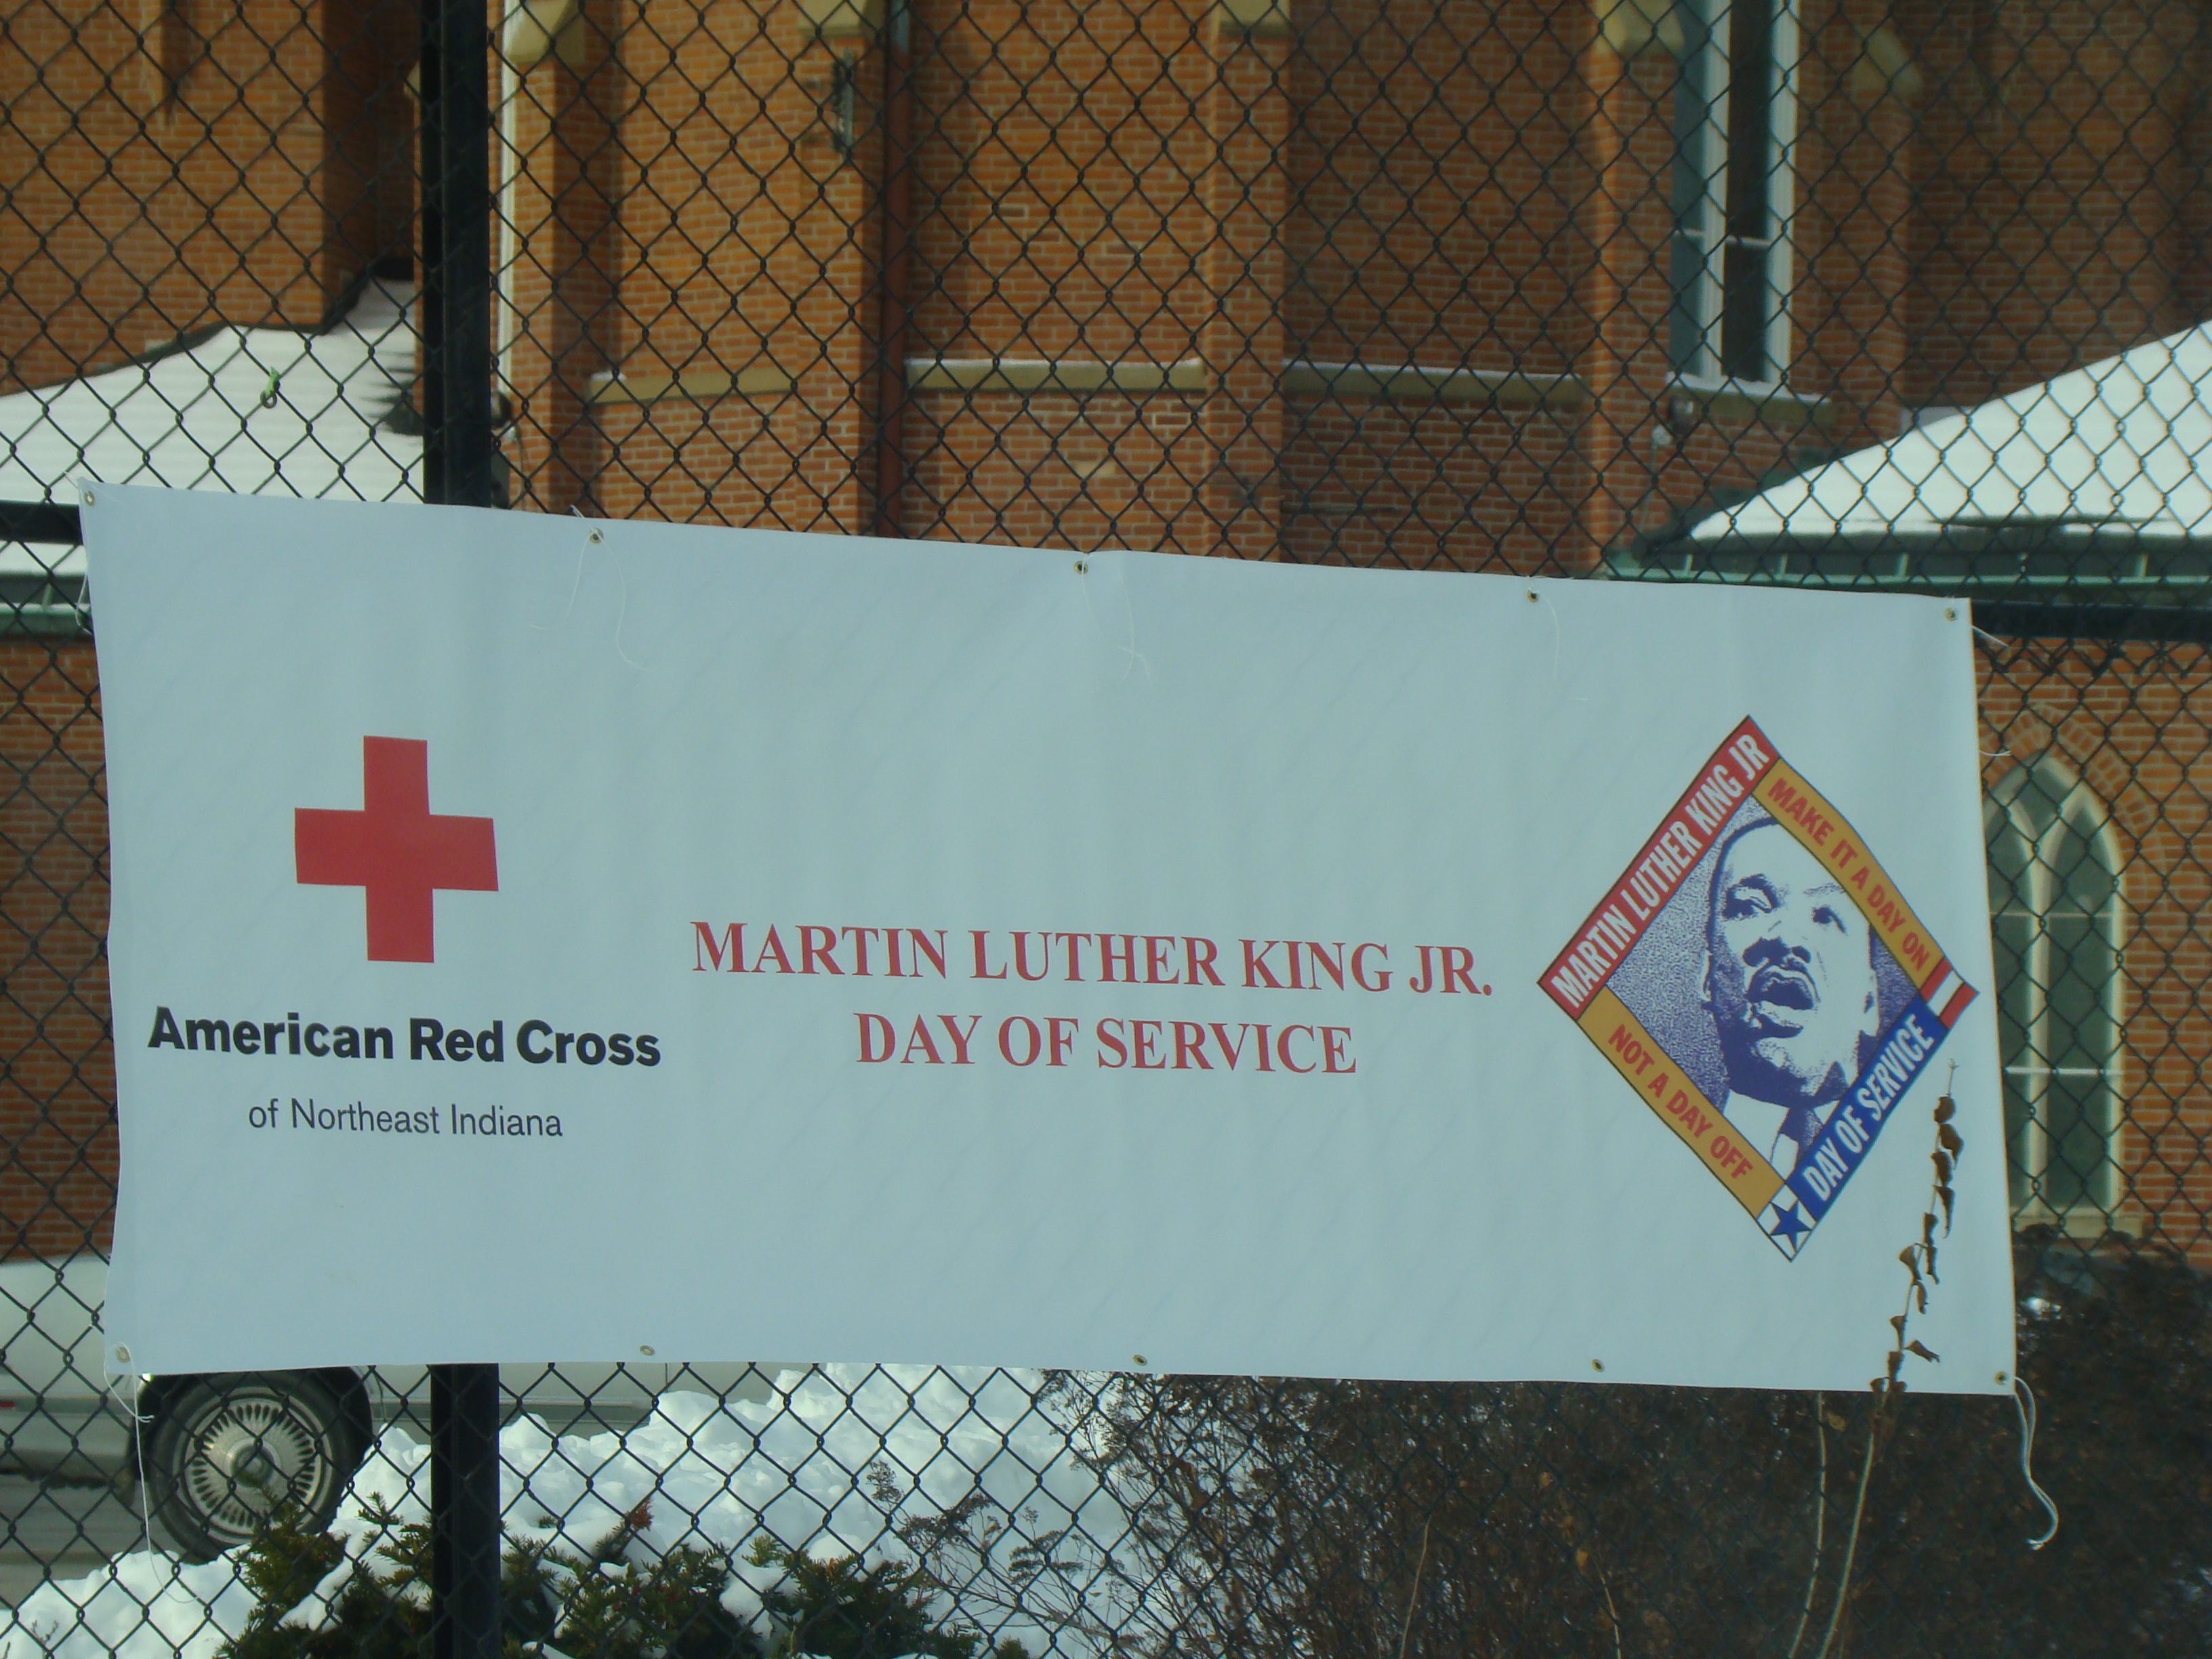 American Red Cross
of Northeast Indiana
MARTIN LUTHER KING JR.
DAY OF SERVICE
MARTIN LUTHER KING JR
MAKE IT A DAY ON
NOT A DAY OFF
DAY OF SERVICE